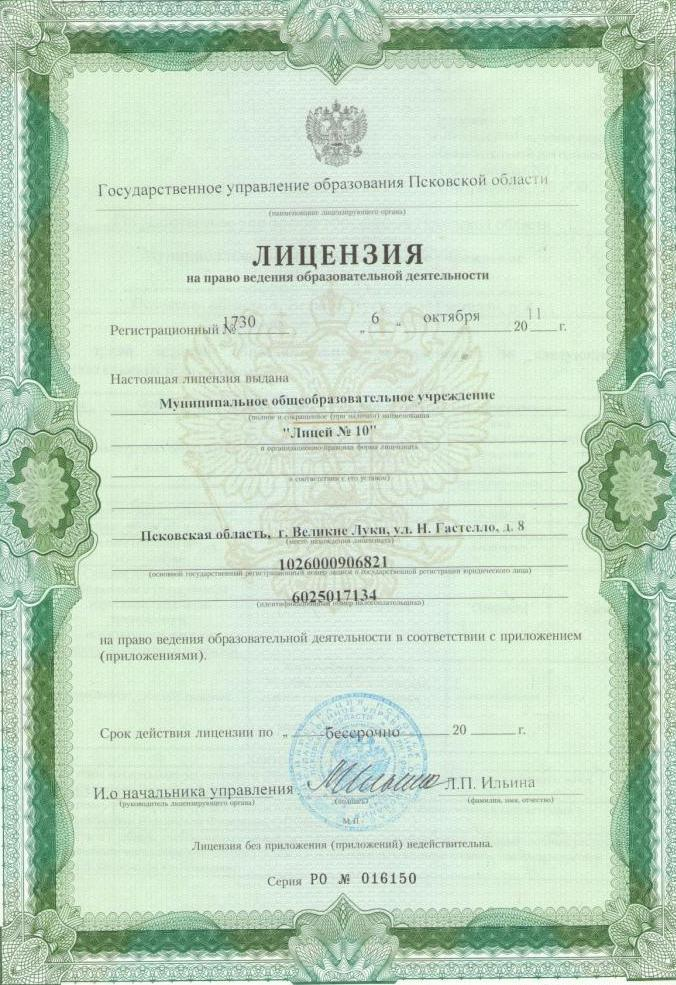 Государственное управление образования Псковской области
(наименование лицензирующего органа)
ЛИЦЕНЗИЯ
на право ведения образовательной деятельности
Регистрационный № 1730 „ 6 “ октября 20 11 г.
Настоящая лицензия выдана
Муниципальное общеобразовательное учреждение
(полное и сокращенное (при наличии) наименования
"Лицей № 10"
и организационно-правовая форма лицензиата
в соответствии с его уставом)
Псковская область, г. Великие Луки, ул. Н. Гастелло, д. 8
(место нахождения лицензиата)
1026000906821
(основной государственный регистрационный номер записи о государственной регистрации юридического лица)
6025017134
(идентификационный номер налогоплательщика)
на право ведения образовательной деятельности в соответствии с приложением
(приложениями).
Срок действия лицензии по „ бессрочно 20 г.
И.о начальника управления Л.П. Ильина
(руководитель лицензирующего органа) (подпись) (фамилия, имя, отчество)
М.П.
Лицензия без приложения (приложений) недействительна.
Серия РО № 016150